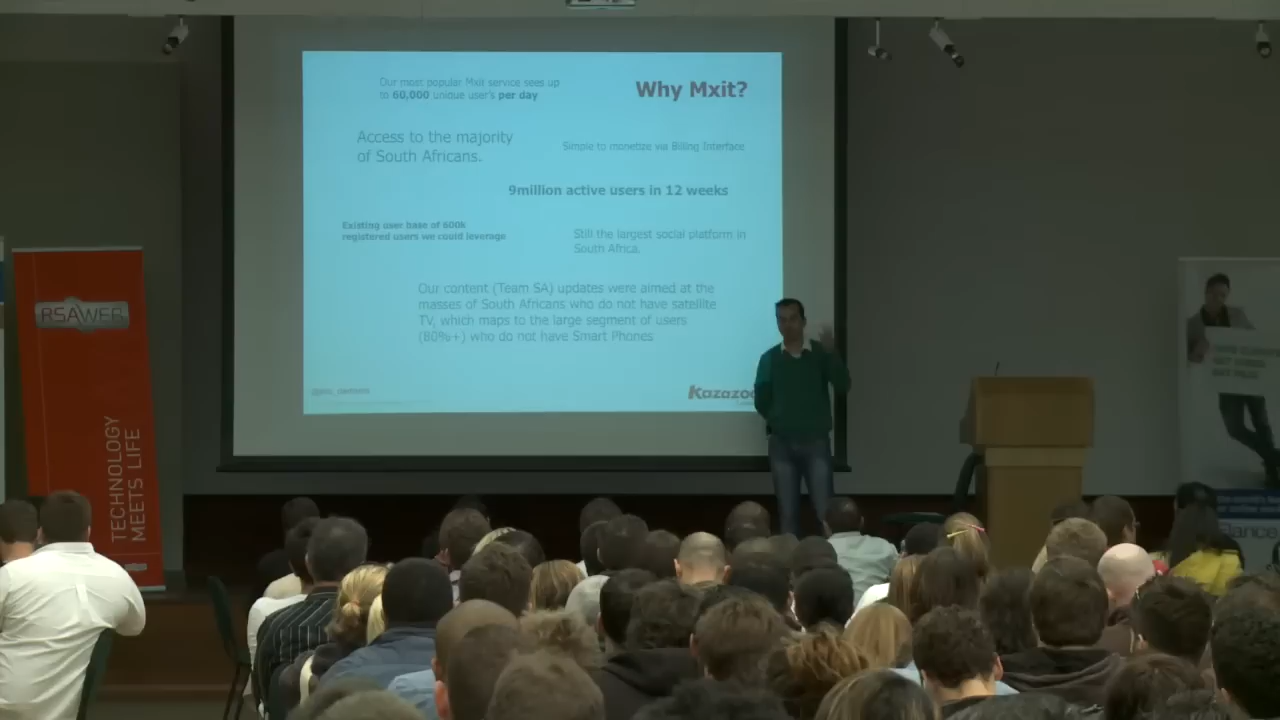 Our most popular Mxit service sees up
to 60,000 unique user's per day
Why Mxit?
Access to the majority
of South Africans.
Simple to monetize via Billing Interface
9million active users in 12 weeks
Existing user base of 600k
registered users we could leverage
Still the largest social platform in
South Africa.
Our content (Team SA) updates were aimed at the
masses of South Africans who do not have satellite
TV, which maps to the large segment of users
(80%+) who do not have Smart Phones
Kazazoo
RSAWEB
TECHNOLOGY
MEETS LIFE